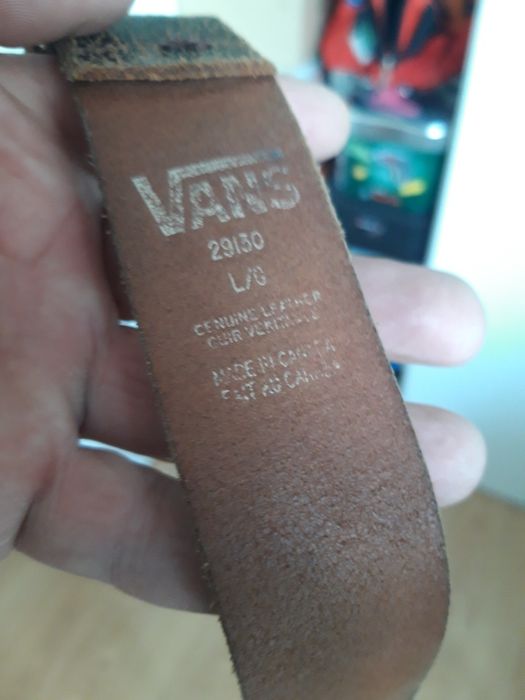 VANS
29130
L/G
GENUINE LEATHER
CUIR VERITABLE
MADE IN CANADA
FAIT AU CANADA